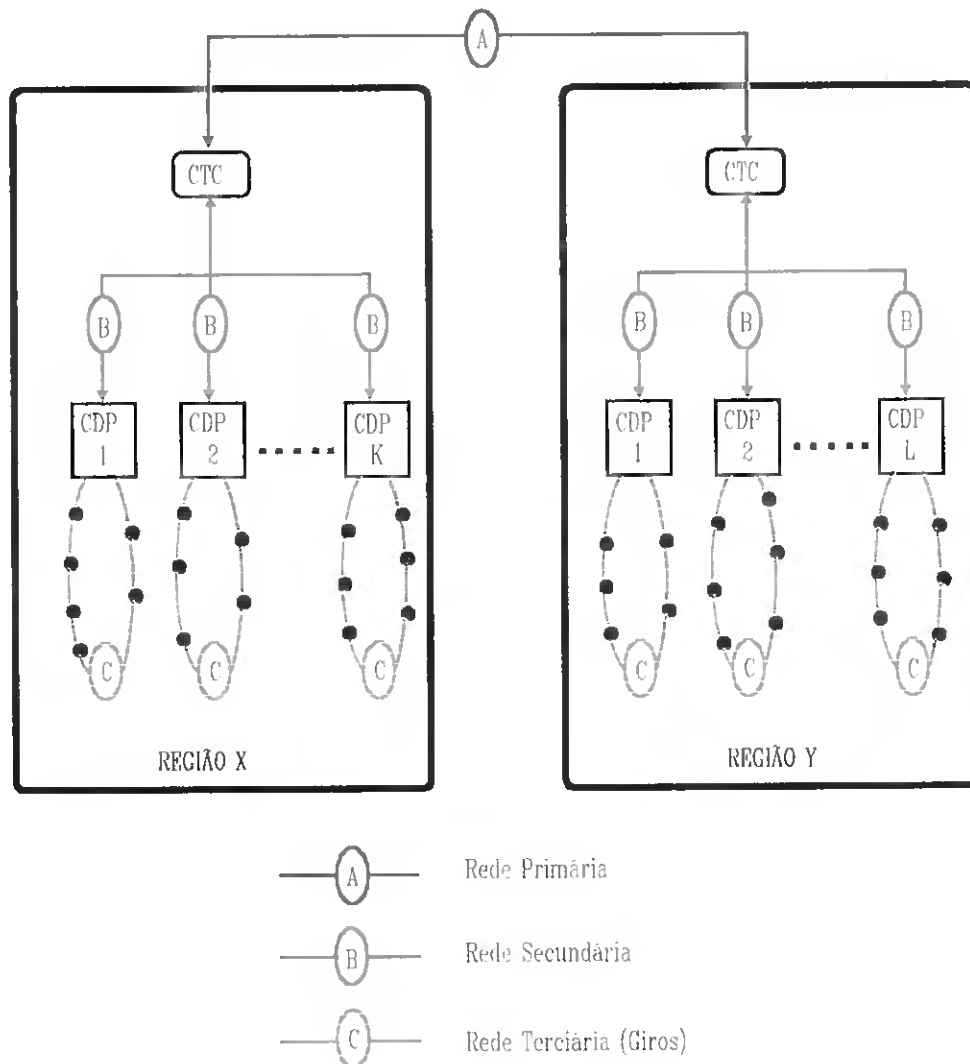 A
CTC
CTC
B
B
B
B
B
B
CDP
1
CDP
2
CDP
K
CDP
1
CDP
2
CDP
L
C
C
C
C
C
C
REGIÃO X
REGIÃO Y
A
Rede Primária
B
Rede Secundária
C
Rede Terciária (Giros)